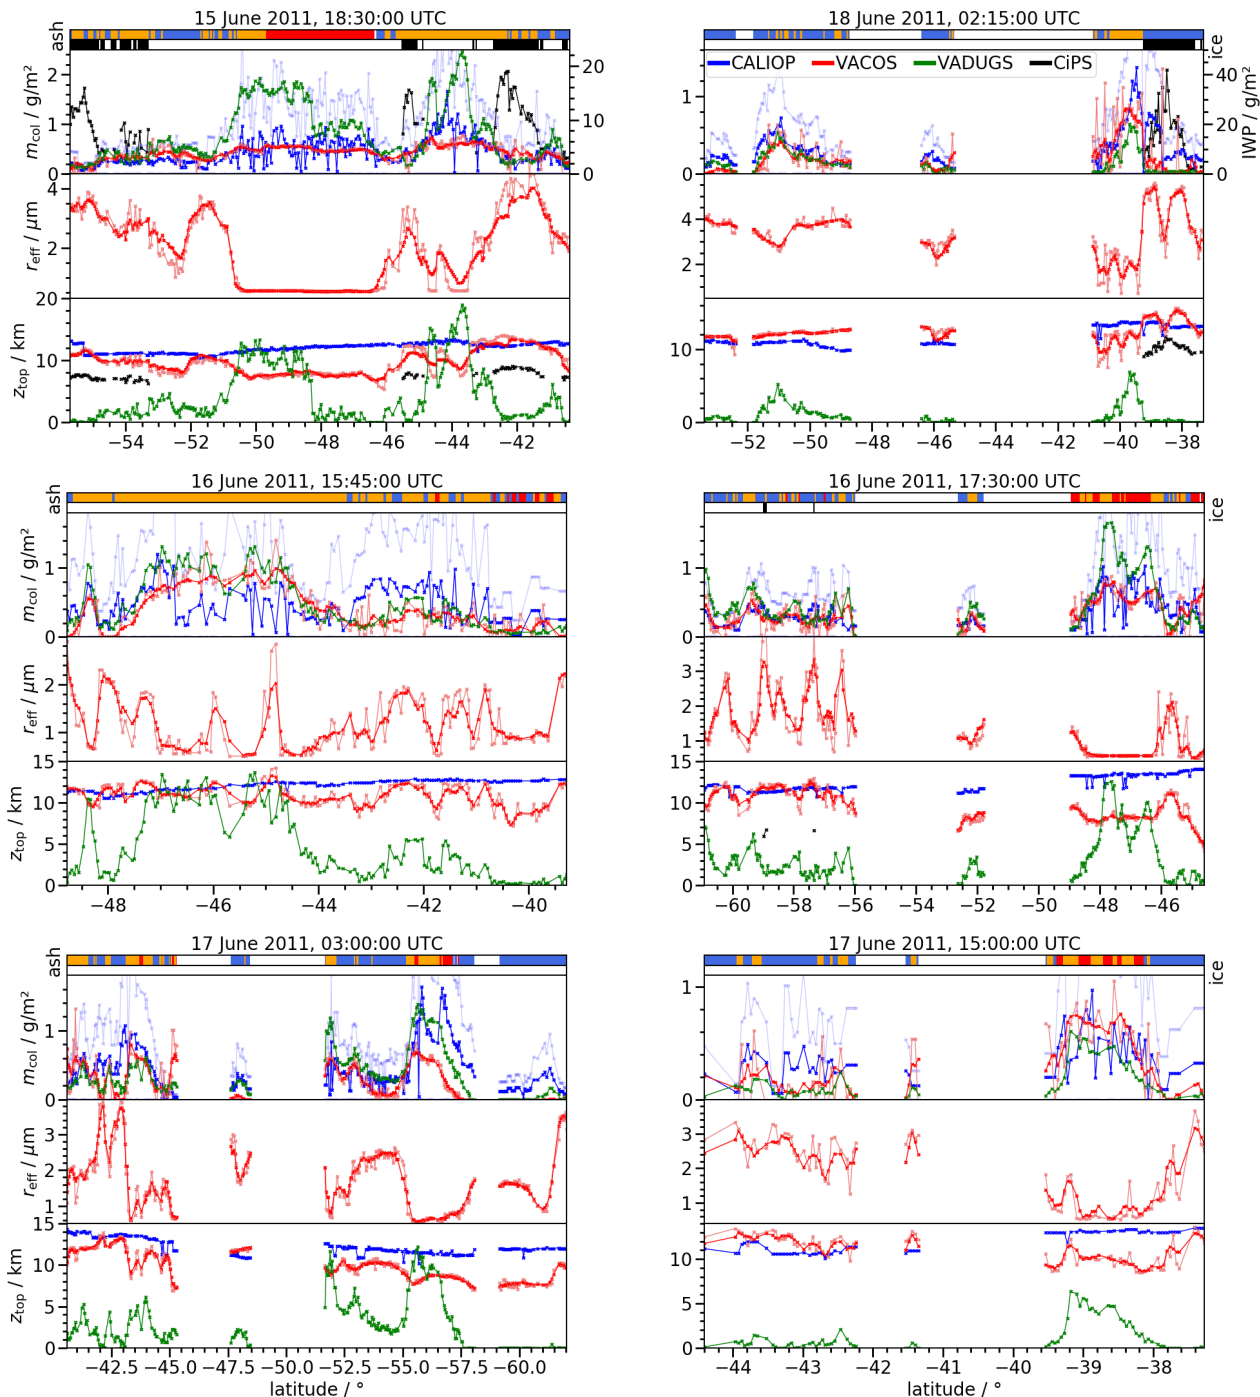 15 June 2011, 18:30:00 UTC
ash
2
1
0
m_col / g/m²
20
10
0
4
2
r_eff / μm
20
10
0
z_top / km
−54 −52 −50 −48 −46 −44 −42
18 June 2011, 02:15:00 UTC
ice
CALIOP VACOS VADUGS CiPS
1
0
40
20
0
IWP / g/m²
4
2
10
0
−52 −50 −48 −46 −44 −42 −40 −38
16 June 2011, 15:45:00 UTC
ash
1
0
m_col / g/m²
2
1
r_eff / μm
15
10
5
0
z_top / km
−48 −46 −44 −42 −40
16 June 2011, 17:30:00 UTC
ice
1
0
3
2
1
15
10
5
0
−60 −58 −56 −54 −52 −50 −48 −46
17 June 2011, 03:00:00 UTC
ash
1
0
m_col / g/m²
3
2
1
r_eff / μm
15
10
5
0
z_top / km
−42.5 −45.0 −47.5 −50.0 −52.5 −55.0 −57.5 −60.0
latitude / °
17 June 2011, 15:00:00 UTC
ice
1
0
3
2
1
10
5
0
−44 −43 −42 −41 −40 −39 −38
latitude / °